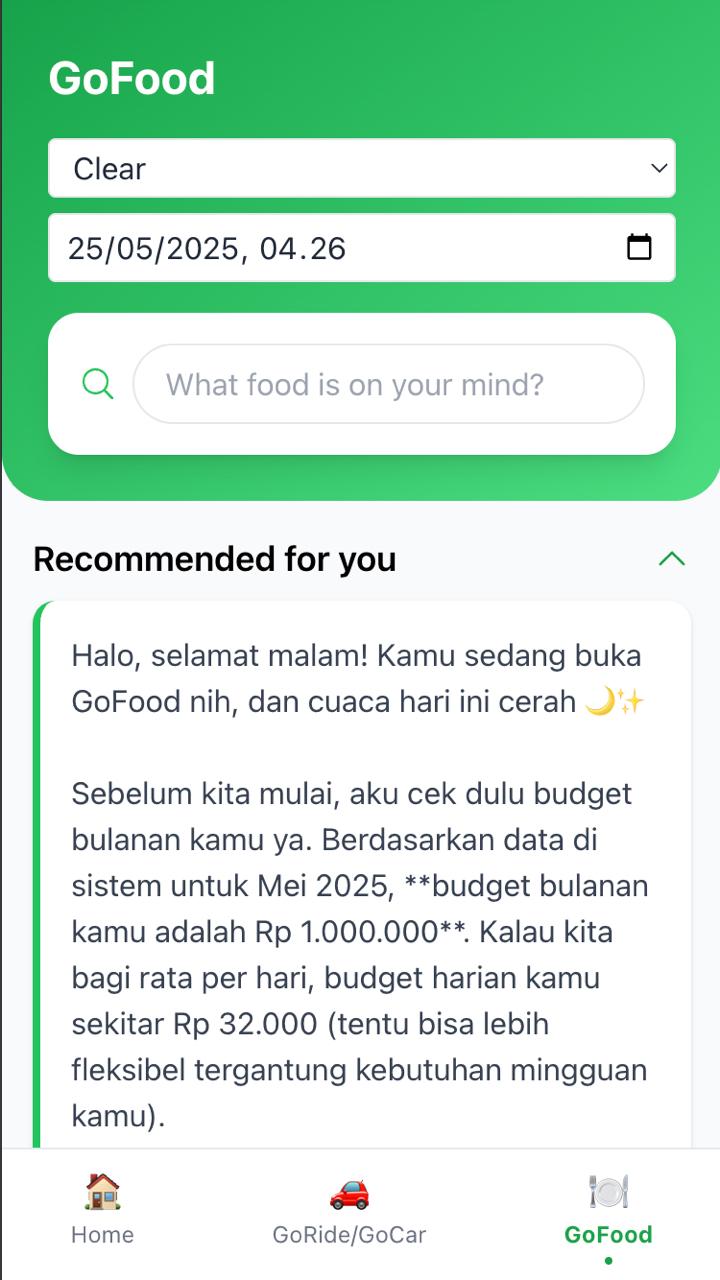 GoFood
Clear
25/05/2025, 04.26
What food is on your mind?
Recommended for you
Halo, selamat malam! Kamu sedang buka
GoFood nih, dan cuaca hari ini cerah 🌙✨
Sebelum kita mulai, aku cek dulu budget
bulanan kamu ya. Berdasarkan data di
sistem untuk Mei 2025, **budget bulanan
kamu adalah Rp 1.000.000**. Kalau kita
bagi rata per hari, budget harian kamu
sekitar Rp 32.000 (tentu bisa lebih
fleksibel tergantung kebutuhan mingguan
kamu).
Home
GoRide/GoCar
GoFood